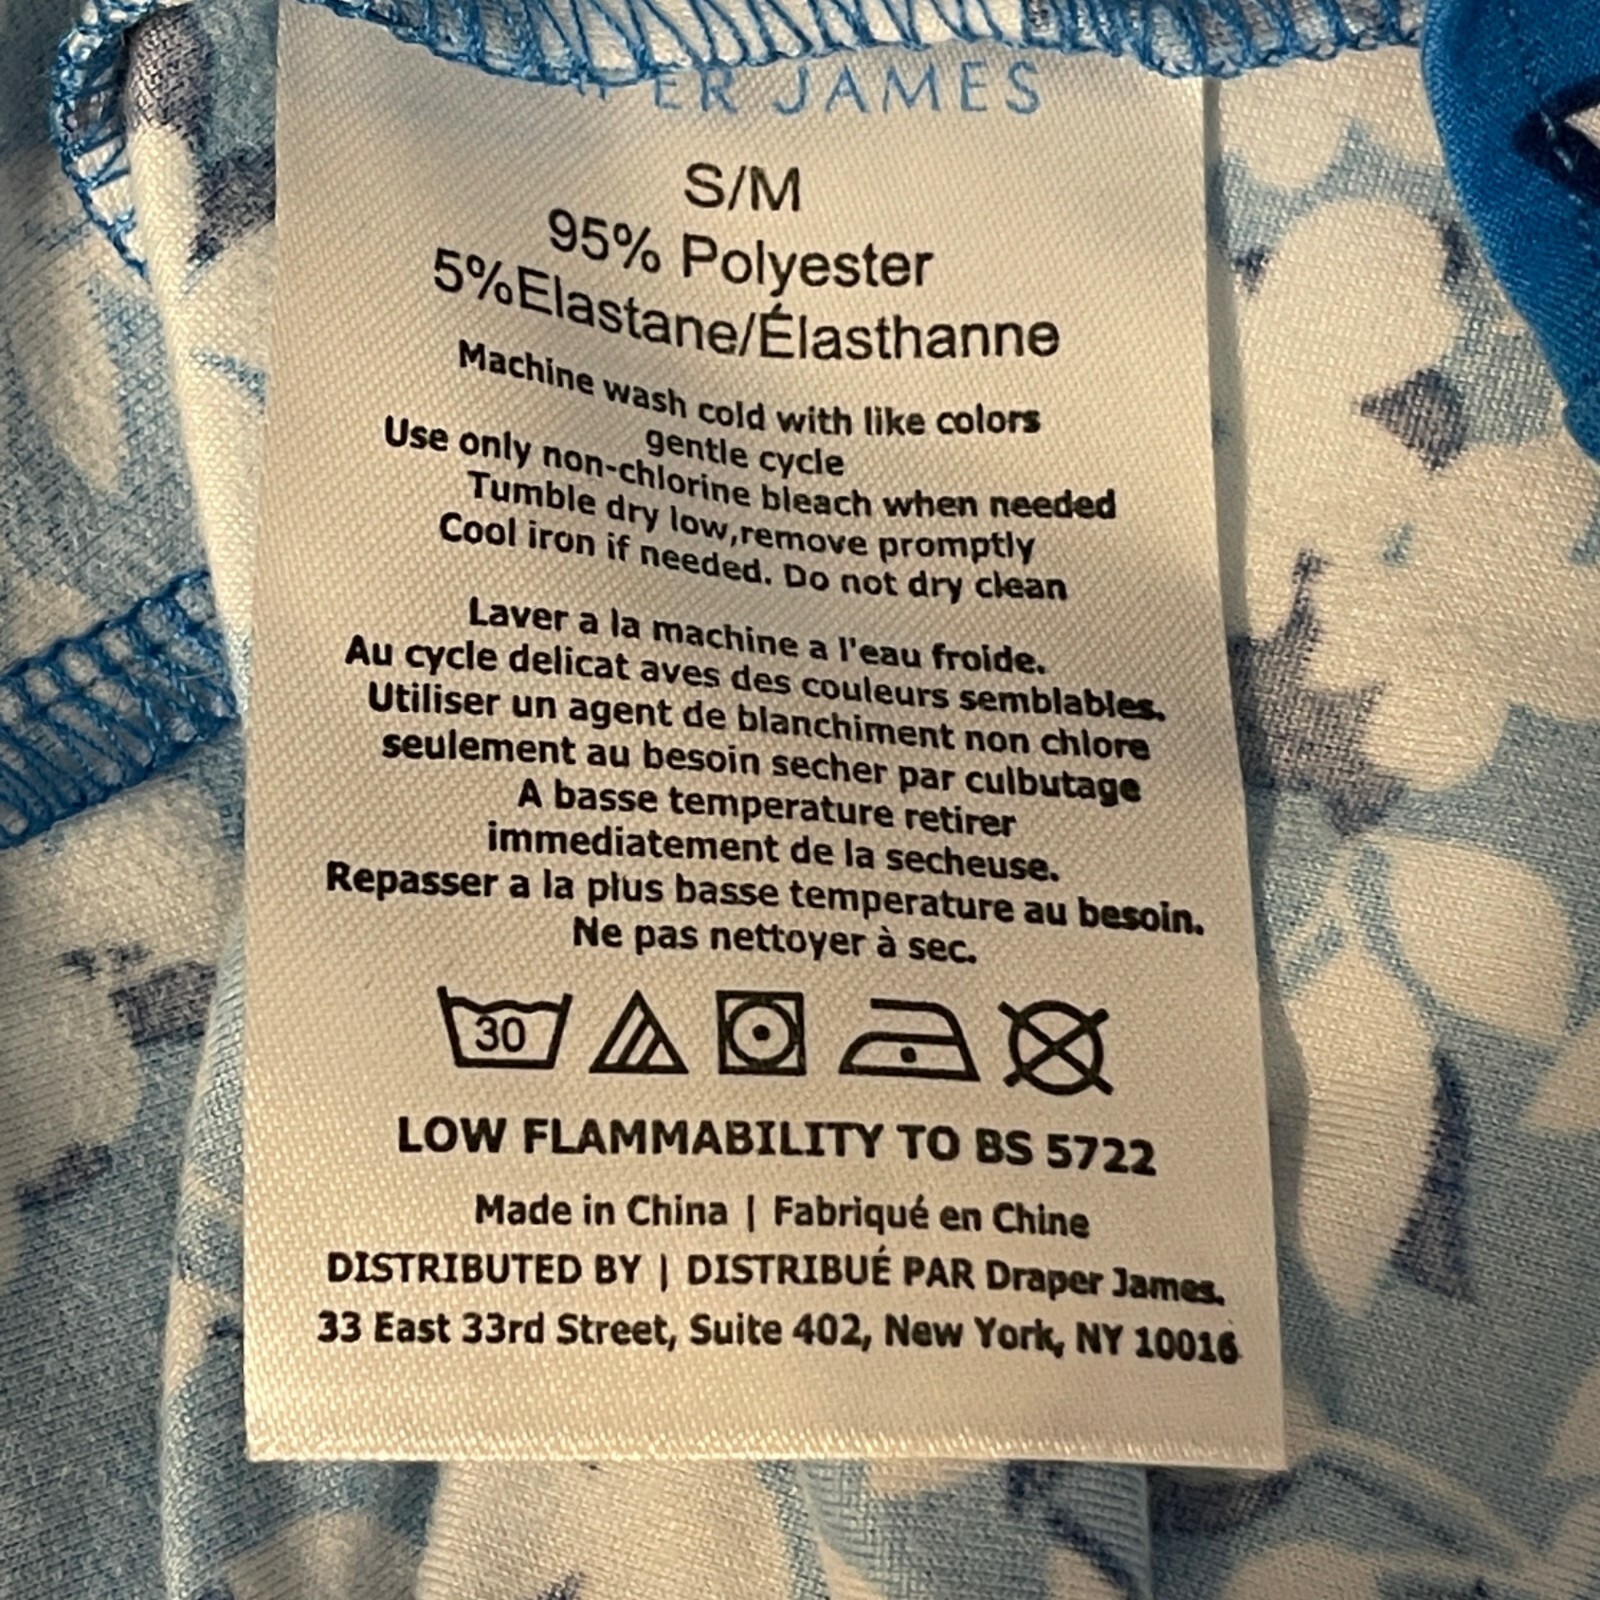 ER JAMES
S/M
95% Polyester
5%Elastane/Élasthanne
Machine wash cold with like colors
gentle cycle
Use only non-chlorine bleach when needed
Tumble dry low,remove promptly
Cool iron if needed. Do not dry clean
Laver a la machine a l'eau froide.
Au cycle delicat aves des couleurs semblables.
Utiliser un agent de blanchiment non chlore
seulement au besoin secher par culbutage
A basse temperature retirer
immediatement de la secheuse.
Repasser a la plus basse temperature au besoin.
Ne pas nettoyer à sec.
30
LOW FLAMMABILITY TO BS 5722
Made in China | Fabriqué en Chine
DISTRIBUTED BY | DISTRIBUÉ PAR Draper James.
33 East 33rd Street, Suite 402, New York, NY 10016